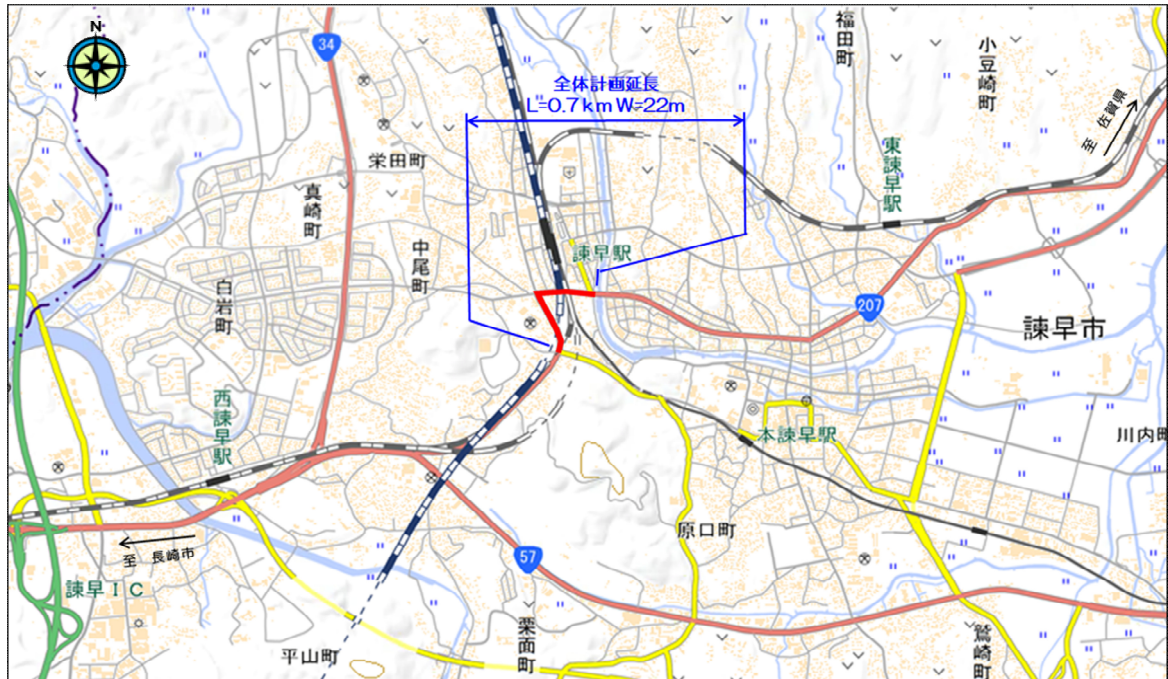 N
34
福田町
小豆崎町
全体計画延長
L=0.7km W=22m
至 佐賀県
栄田町
東諫早駅
真崎町
中尾町
諫早駅
白岩町
207
諫早市
西諫早駅
本諫早駅
川内町
原口町
至 長崎市
57
諫早IC
栗面町
鷲崎町
平山町